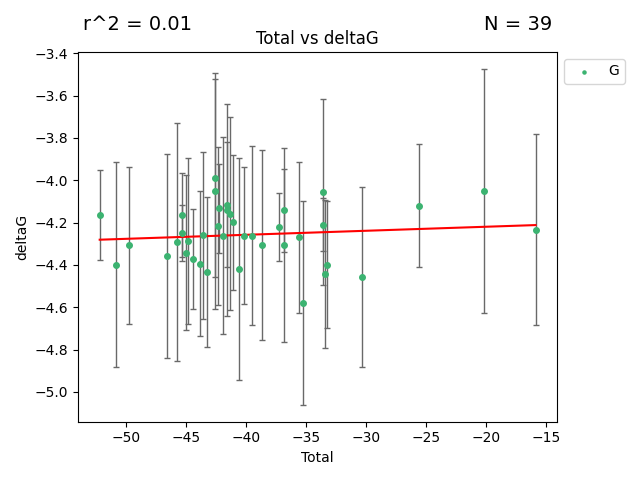 r^2 = 0.01
N = 39
Total vs deltaG
G
−3.4
−3.6
−3.8
−4.0
−4.2
−4.4
−4.6
−4.8
−5.0
deltaG
−50
−45
−40
−35
−30
−25
−20
−15
Total